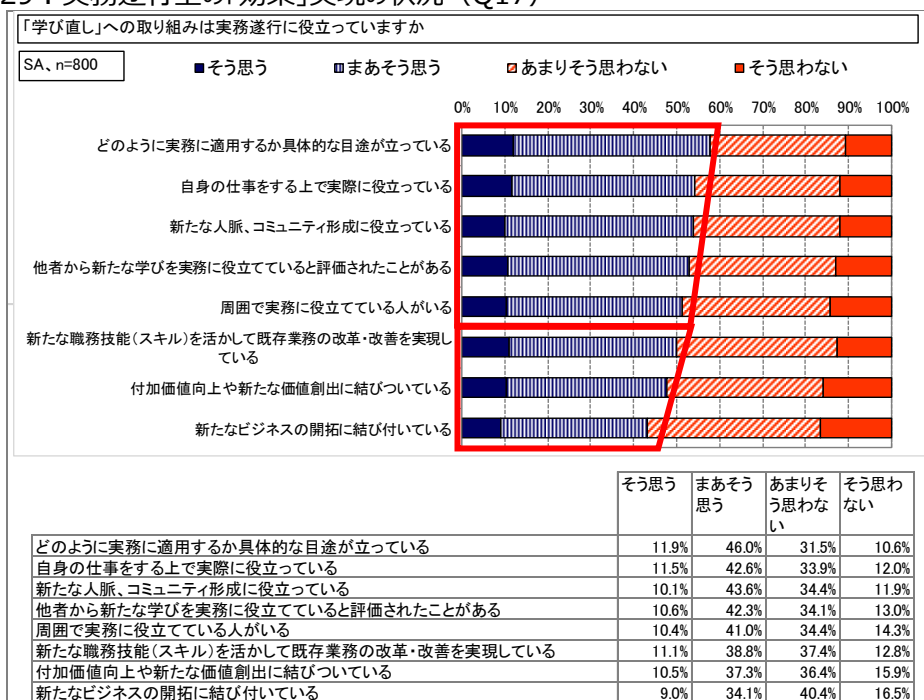 29:実務遂行上の「効果」実現の状況 (Q17)
「学び直し」への取り組みは実務遂行に役立っていますか
SA、n=800
そう思う まあそう思う あまりそう思わない そう思わない
0% 10% 20% 30% 40% 50% 60% 70% 80% 90% 100%
どのように実務に適用するか具体的な目途が立っている
自身の仕事をする上で実際に役立っている
新たな人脈、コミュニティ形成に役立っている
他者から新たな学びを実務に役立てていると評価されたことがある
周囲で実務に役立てている人がいる
新たな職務技能(スキル)を活かして既存業務の改革・改善を実現し
ている
付加価値向上や新たな価値創出に結びついている
新たなビジネスの開拓に結び付いている
そう思う まあそう あまりそ そう思わ
思う う思わな ない
い
どのように実務に適用するか具体的な目途が立っている 11.9% 46.0% 31.5% 10.6%
自身の仕事をする上で実際に役立っている 11.5% 42.6% 33.9% 12.0%
新たな人脈、コミュニティ形成に役立っている 10.1% 43.6% 34.4% 11.9%
他者から新たな学びを実務に役立てていると評価されたことがある 10.6% 42.3% 34.1% 13.0%
周囲で実務に役立てている人がいる 10.4% 41.0% 34.4% 14.3%
新たな職務技能(スキル)を活かして既存業務の改革・改善を実現している 11.1% 38.8% 37.4% 12.8%
付加価値向上や新たな価値創出に結びついている 10.5% 37.3% 36.4% 15.9%
新たなビジネスの開拓に結び付いている 9.0% 34.1% 40.4% 16.5%